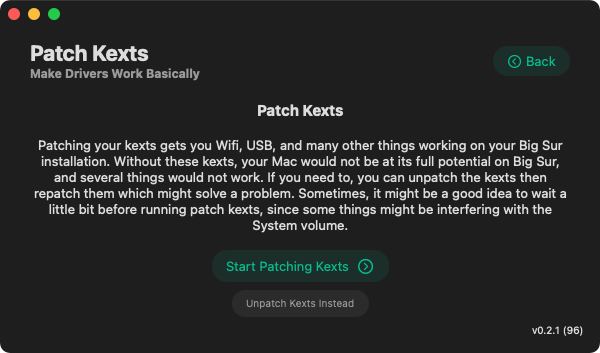 Patch Kexts
Make Drivers Work Basically
Back
Patch Kexts
Patching your kexts gets you Wifi, USB, and many other things working on your Big Sur
installation. Without these kexts, your Mac would not be at its full potential on Big Sur,
and several things would not work. If you need to, you can unpatch the kexts then
repatch them which might solve a problem. Sometimes, it might be a good idea to wait a
little bit before running patch kexts, since some things might be interfering with the
System volume.
Start Patching Kexts
Unpatch Kexts Instead
v0.2.1 (96)